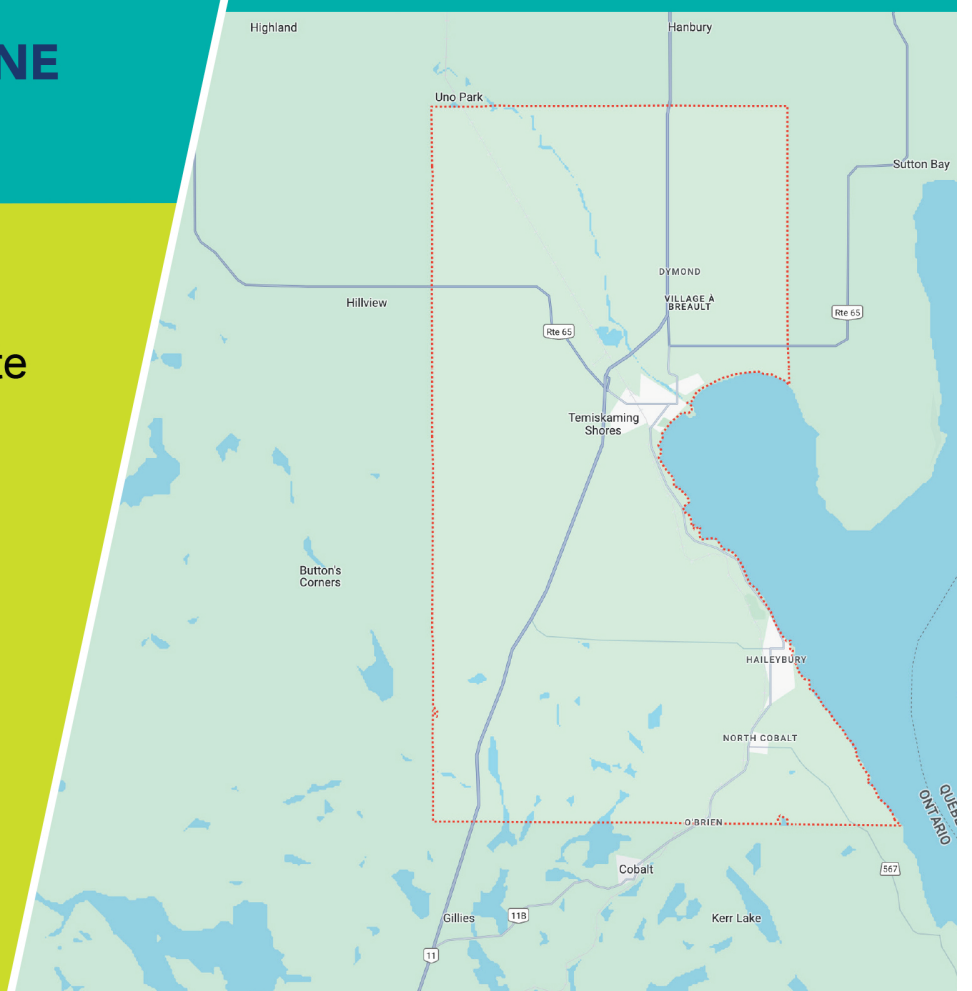 NE
te
Highland
Hanbury
Uno Park
Sutton Bay
DYMOND
VILLAGE À
BREAULT
Hillview
Rte 65
Rte 65
Temiskaming
Shores
Button's
Corners
HAILEYBURY
NORTH COBALT
QUEBE
ONTARIO
O'BRIEN
Cobalt
567
Gillies
11B
Kerr Lake
11